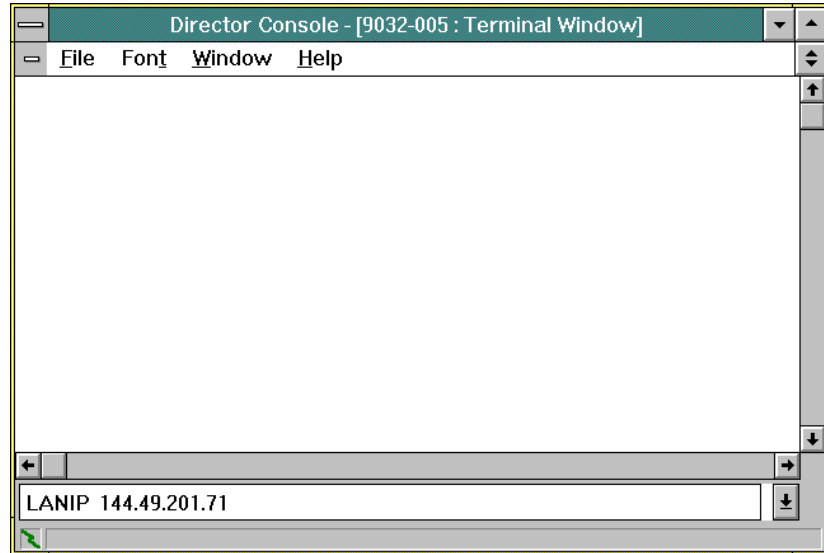 Director Console - [9032-005 : Terminal Window]
File Font Window Help
LANIP 144.49.201.71